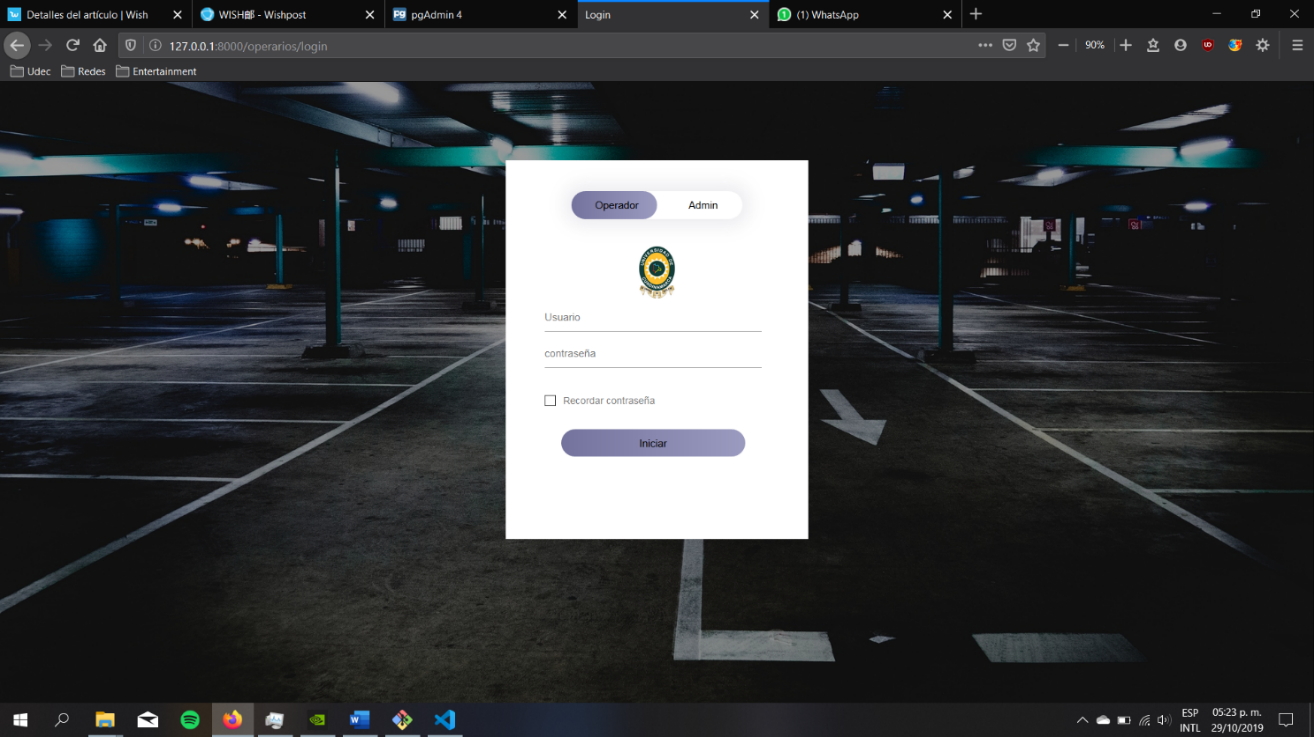 Detalles del artículo | Wish
WISH邮 - Wishpost
pgAdmin 4
Login
(1) WhatsApp
127.0.0.1:8000/operarios/login
90%
Udec
Redes
Entertainment
Operador
Admin
Usuario
contraseña
Recordar contraseña
Iniciar
ESP
INTL
05:23 p. m.
29/10/2019